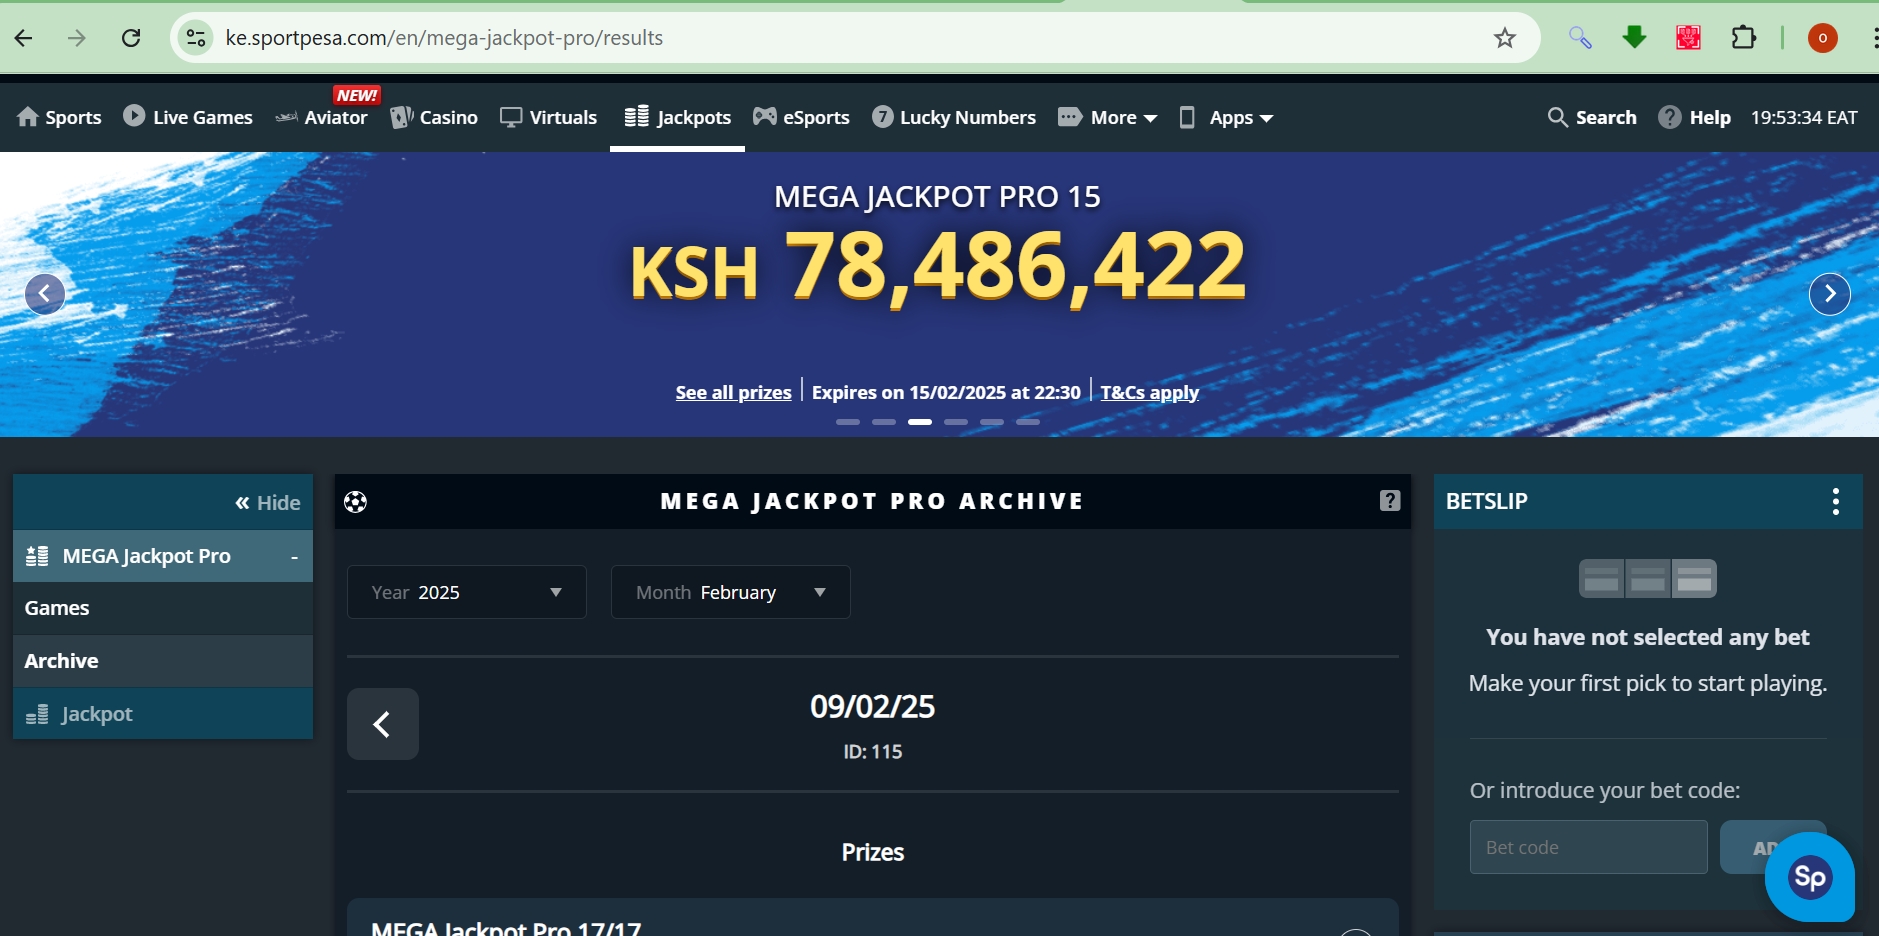 ke.sportpesa.com/en/mega-jackpot-pro/results
O
NEW!
Sports Live Games Aviator Casino Virtuals Jackpots eSports 7 Lucky Numbers More Apps Search ? Help 19:53:34 EAT
MEGA JACKPOT PRO 15
KSH 78,486,422
See all prizes | Expires on 15/02/2025 at 22:30 | T&Cs apply
« Hide
MEGA Jackpot Pro -
Games
Archive
Jackpot
MEGA JACKPOT PRO ARCHIVE ?
Year 2025 Month February
09/02/25
ID: 115
Prizes
MEGA Jackpot Pro 17/17
BETSLIP
You have not selected any bet
Make your first pick to start playing.
Or introduce your bet code:
Bet code
Sp